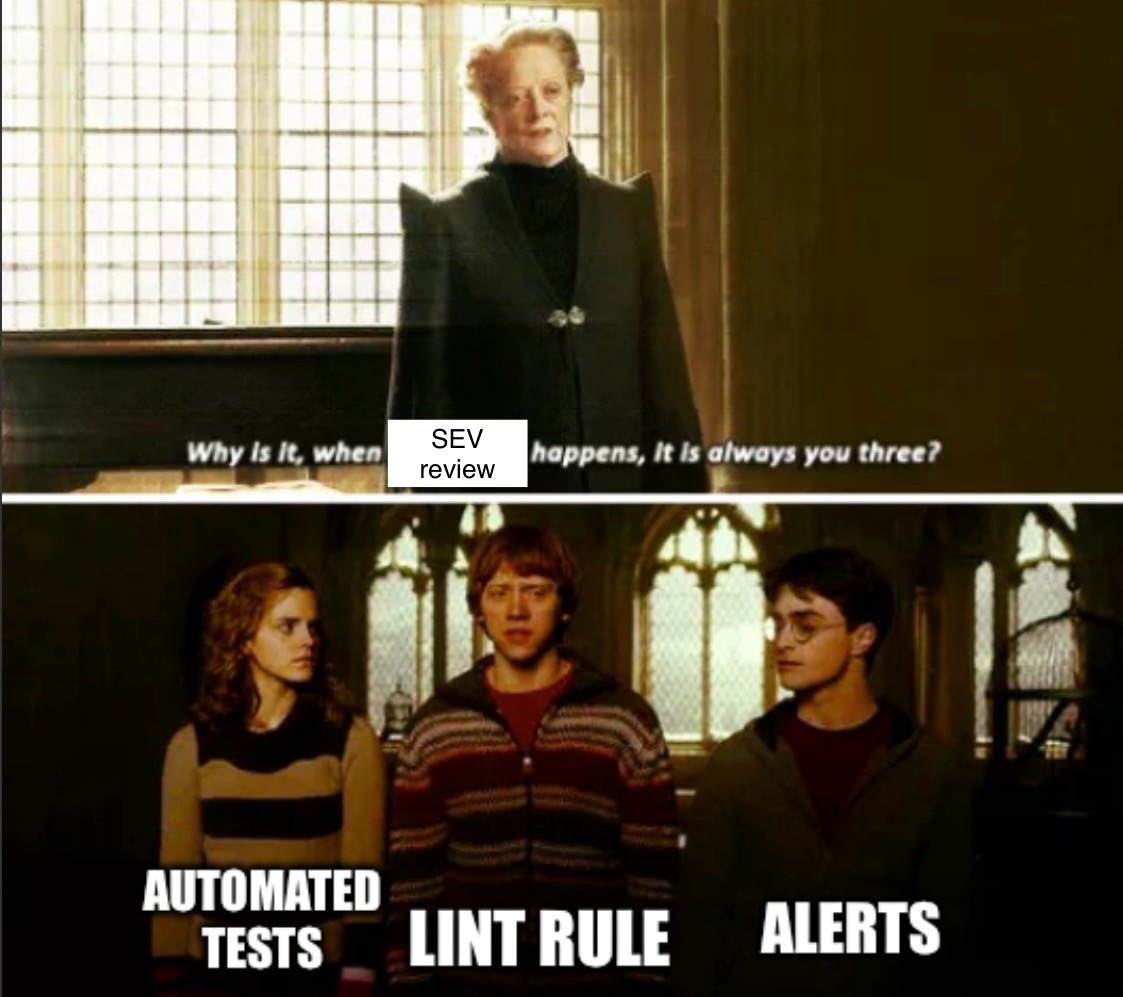 Why is it, when SEV review happens, it is always you three?
AUTOMATED
TESTS
LINT RULE
ALERTS